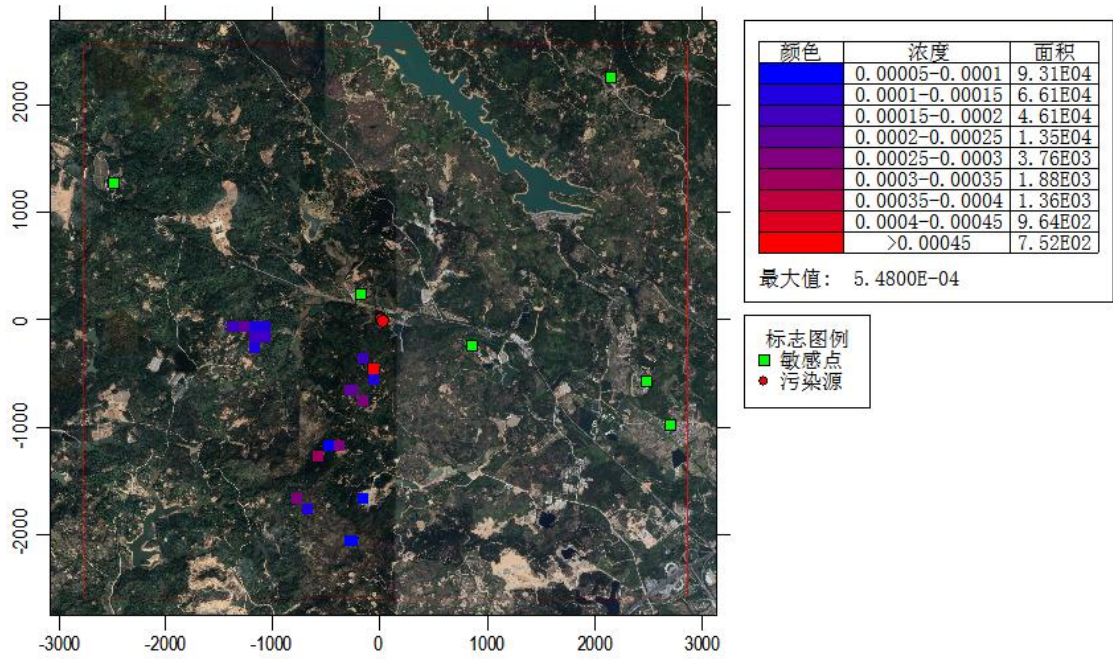 颜色 浓度 面积
0.00005-0.0001 9.31E04
0.0001-0.00015 6.61E04
0.00015-0.0002 4.61E04
0.0002-0.00025 1.35E04
0.00025-0.0003 3.76E03
0.0003-0.00035 1.88E03
0.00035-0.0004 1.36E03
0.0004-0.00045 9.64E02
>0.00045 7.52E02
最大值: 5.4800E-04
标志图例
敏感点
污染源
2000
1000
0
-1000
-2000
-3000 -2000 -1000 0 1000 2000 3000